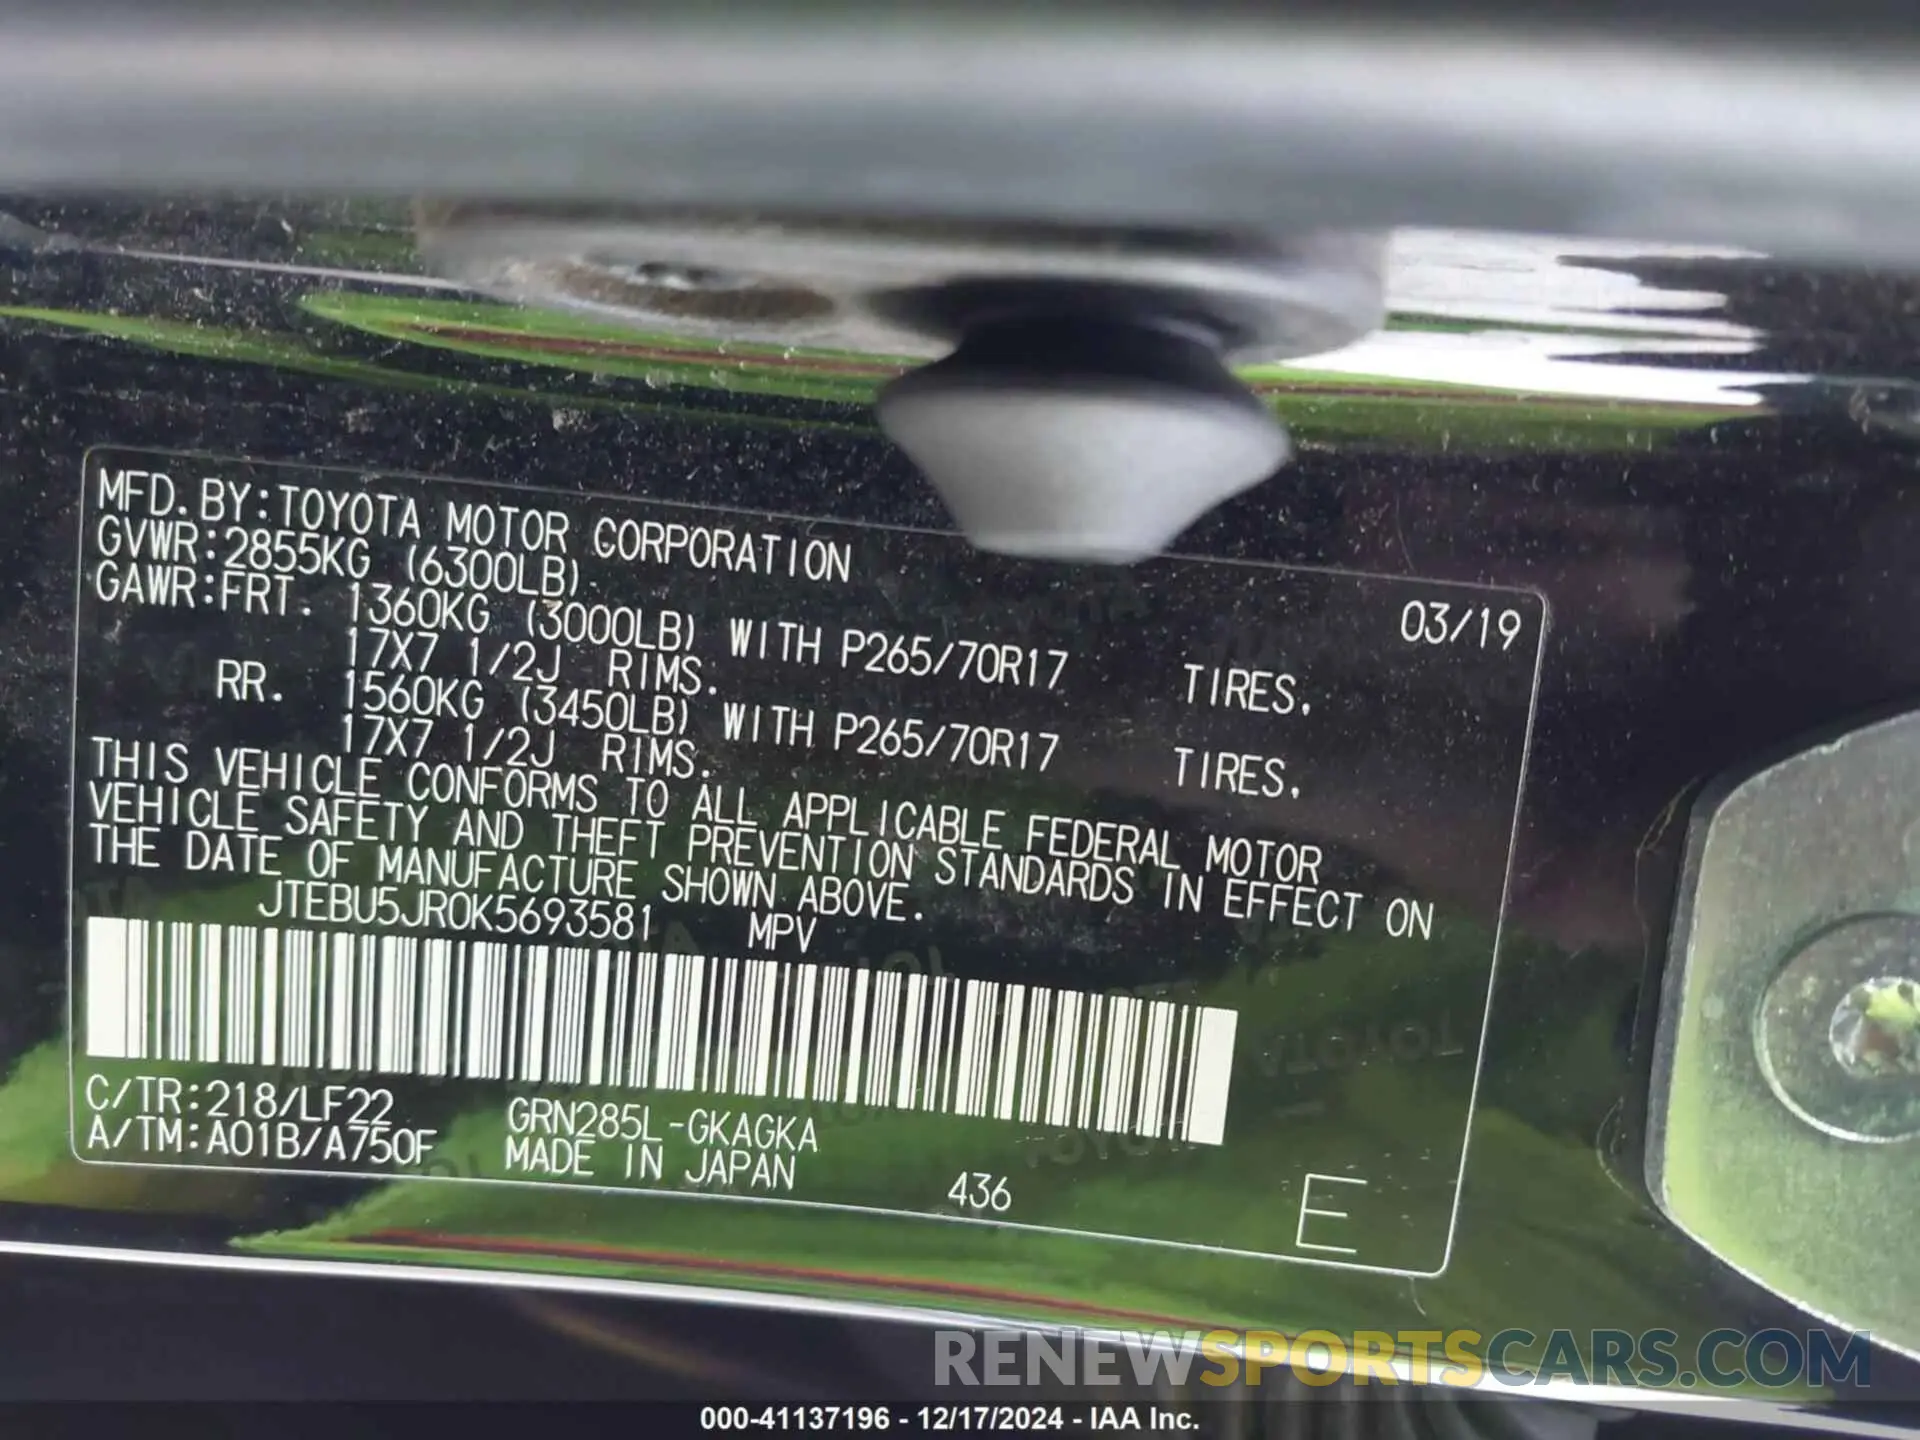 MFD. BY: TOYOTA MOTOR CORPORATION 03/19
GVWR: 2855KG (6300LB)
GAWR: FRT. 1360KG (3000LB) WITH P265/70R17 TIRES,
17X7 1/2J RIMS.
RR. 1560KG (3450LB) WITH P265/70R17 TIRES,
17X7 1/2J RIMS.
THIS VEHICLE CONFORMS TO ALL APPLICABLE FEDERAL MOTOR
VEHICLE SAFETY AND THEFT PREVENTION STANDARDS IN EFFECT ON
THE DATE OF MANUFACTURE SHOWN ABOVE.
JTEBU5JR0K5693581 MPV
C/TR: 218/LF22 GRN285L-GKAGKA
A/TM: A01B/A750F MADE IN JAPAN 436 E
RENEWSPORTSCARS.COM
000-41137196 - 12/17/2024 - IAA Inc.